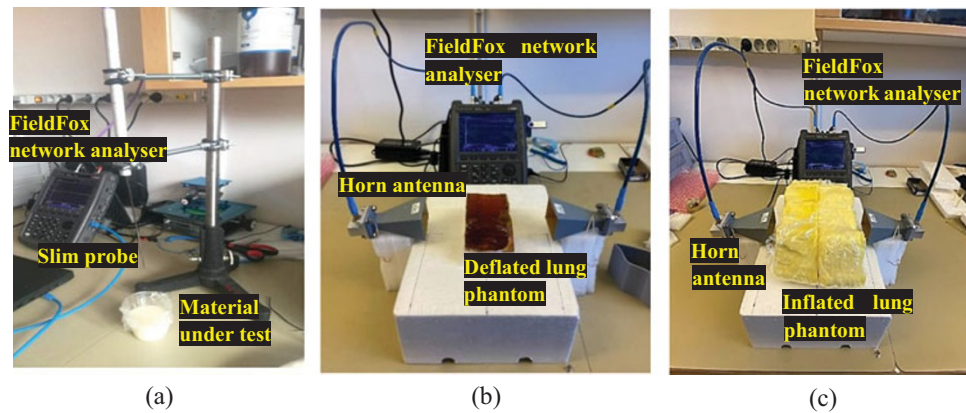 FieldFox
network analyser
Slim probe
Material
under test
(a)
FieldFox network
analyser
Horn antenna
Deflated lung
phantom
(b)
FieldFox
network analyser
Horn
antenna
Inflated lung
phantom
(c)